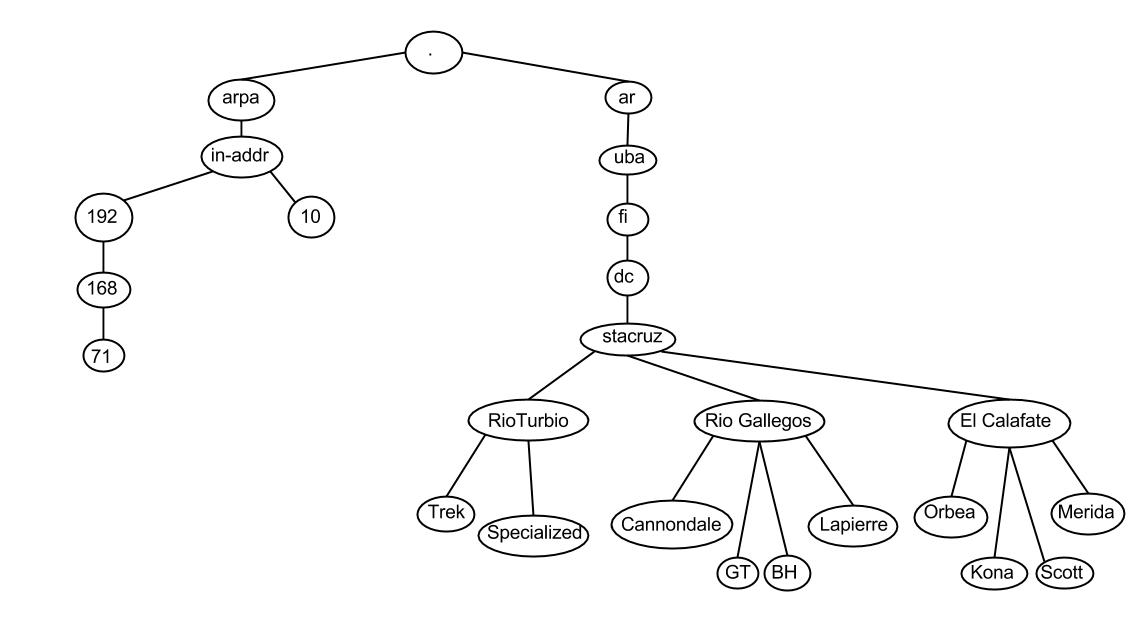 .
arpa
ar
in-addr
uba
192
10
fi
168
dc
71
stacruz
RioTurbio
Rio Gallegos
El Calafate
Trek
Specialized
Cannondale
GT
BH
Lapierre
Orbea
Kona
Scott
Merida